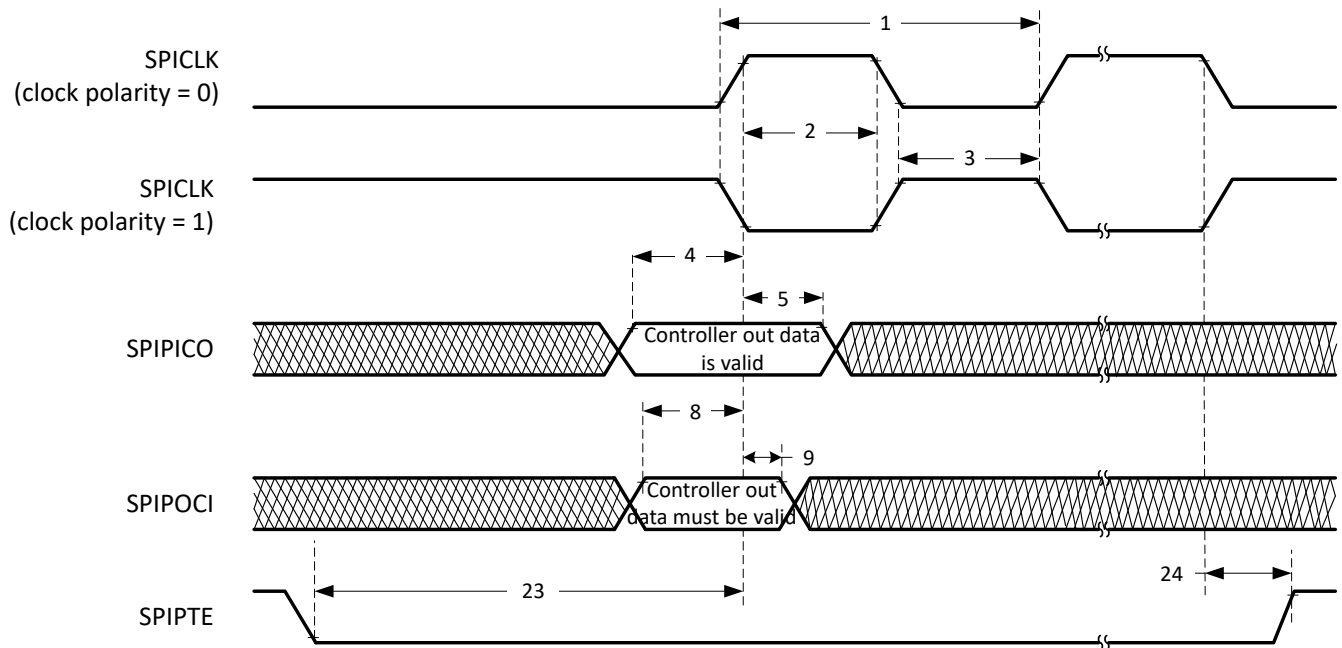 1
SPICLK
(clock polarity = 0)
2
3
SPICLK
(clock polarity = 1)
4
5
SPIPICO
Controller out data
is valid
8
9
SPIPOCI
Controller out
data must be valid
23
24
SPIPTE